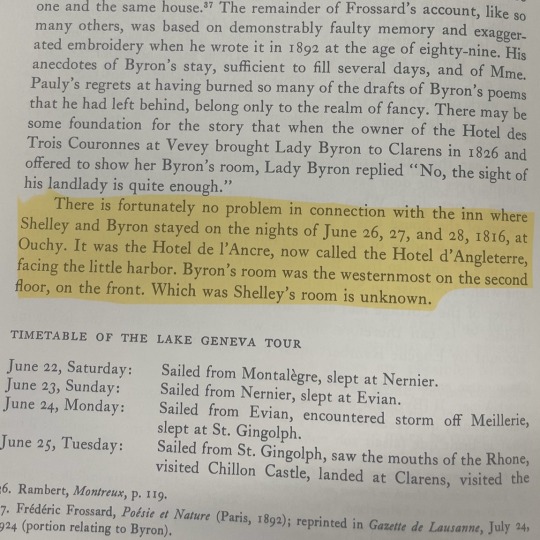 one and the same house.³⁷ The remainder of Frossard's account, like so
many others, was based on demonstrably faulty memory and exagger-
ated embroidery when he wrote it in 1892 at the age of eighty-nine. His
anecdotes of Byron's stay, sufficient to fill several days, and of Mme.
Pauly's regrets at having burned so many of the drafts of Byron's poems
that he had left behind, belong only to the realm of fancy. There may be
some foundation for the story that when the owner of the Hotel des
Trois Couronnes at Vevey brought Lady Byron to Clarens in 1826 and
offered to show her Byron's room, Lady Byron replied "No, the sight of
his landlady is quite enough."
There is fortunately no problem in connection with the inn where
Shelley and Byron stayed on the nights of June 26, 27, and 28, 1816, at
Ouchy. It was the Hotel de l'Ancre, now called the Hotel d'Angleterre,
facing the little harbor. Byron's room was the westernmost on the second
floor, on the front. Which was Shelley's room is unknown.
TIMETABLE OF THE LAKE GENEVA TOUR
June 22, Saturday: Sailed from Montalègre, slept at Nernier.
June 23, Sunday: Sailed from Nernier, slept at Evian.
June 24, Monday: Sailed from Evian, encountered storm off Meillerie,
slept at St. Gingolph.
June 25, Tuesday: Sailed from St. Gingolph, saw the mouths of the Rhone,
visited Chillon Castle, landed at Clarens, visited the
6. Rambert, Montreux, p. 119.
7. Frédéric Frossard, Poésie et Nature (Paris, 1892); reprinted in Gazette de Lausanne, July 24,
924 (portion relating to Byron).